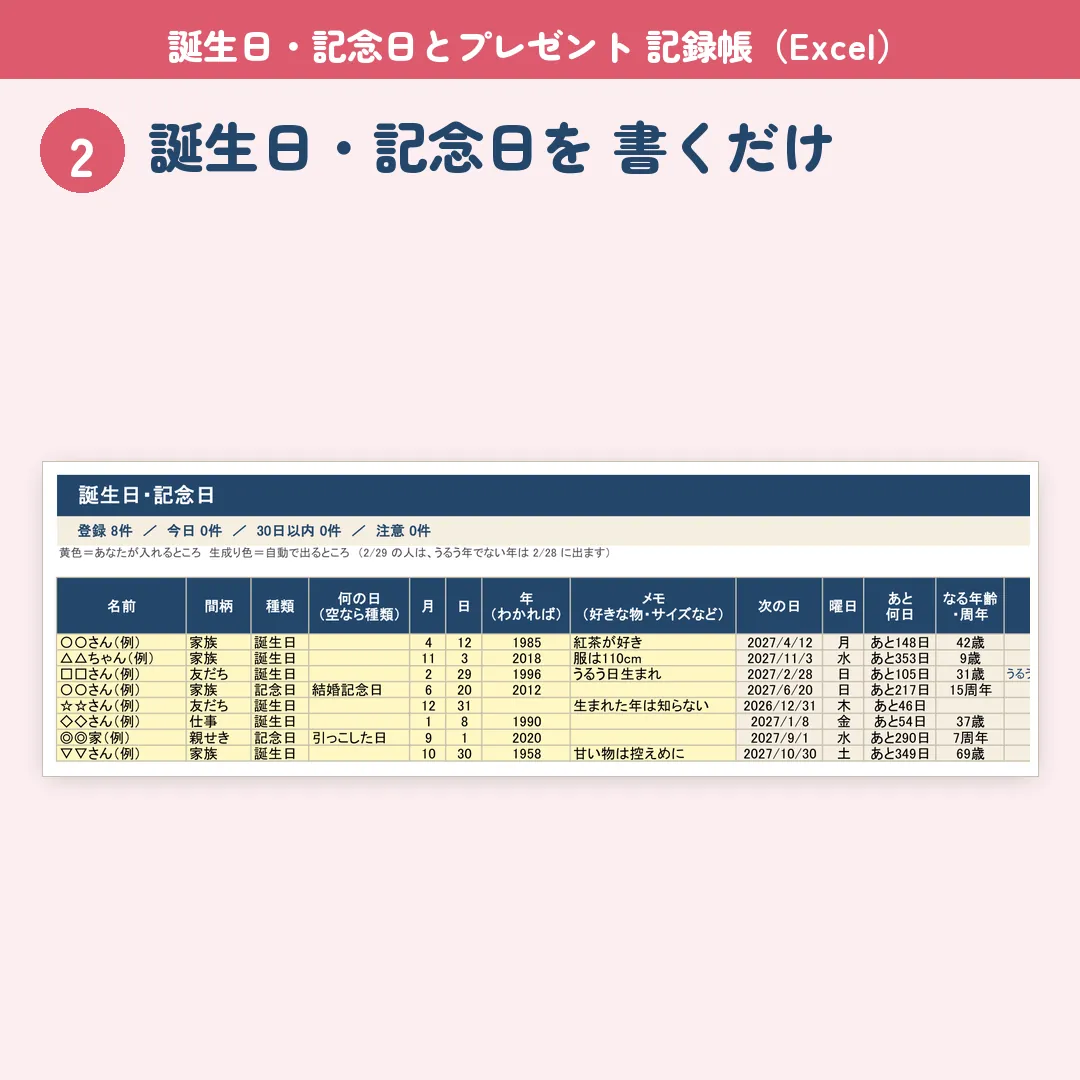 誕生日・記念日とプレゼント 記録帳（Excel）
2 誕生日・記念日を 書くだけ
誕生日・記念日
登録 8件 ／ 今日 0件 ／ 30日以内 0件 ／ 注意 0件
黄色＝あなたが入れるところ 生成り色＝自動で出るところ （2/29 の人は、うるう年でない年は 2/28 に出ます）
名前 間柄 種類 何の日（空なら種類） 月 日 年（わかれば） メモ（好きな物・サイズなど） 次の日 曜日 あと何日 なる年齢・周年
○○さん（例） 家族 誕生日 4 12 1985 紅茶が好き 2027/4/12 月 あと148日 42歳
△△ちゃん（例） 家族 誕生日 11 3 2018 服は110cm 2027/11/3 水 あと353日 9歳
□□さん（例） 友だち 誕生日 2 29 1996 うるう日生まれ 2027/2/28 日 あと105日 31歳 うるう
○○さん（例） 家族 記念日 結婚記念日 6 20 2012 2027/6/20 日 あと217日 15周年
☆☆さん（例） 友だち 誕生日 12 31 生まれた年は知らない 2026/12/31 木 あと46日
◇◇さん（例） 仕事 誕生日 1 8 1990 2027/1/8 金 あと54日 37歳
◎◎家（例） 親せき 記念日 引っこした日 9 1 2020 2027/9/1 水 あと290日 7周年
▽▽さん（例） 家族 誕生日 10 30 1958 甘い物は控えめに 2027/10/30 土 あと349日 69歳